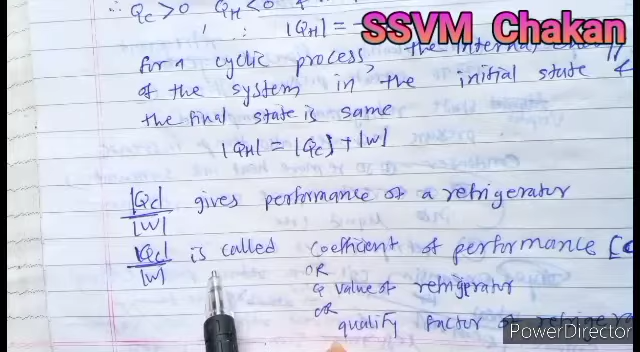 ∴ Qc > 0 QH < 0
∴ |QH| =
SSVM Chakan
for a cyclic process, the internal energy
of the system in the initial state &
the final state is same
|QH| = |Qc| + |W|
|Qc|
|W| gives performance of a refrigerator
|Qc|
|W| is called coefficient of performance [c
OR
Q value of refrigerator
OR
quality factor of refrigera
PowerDirector